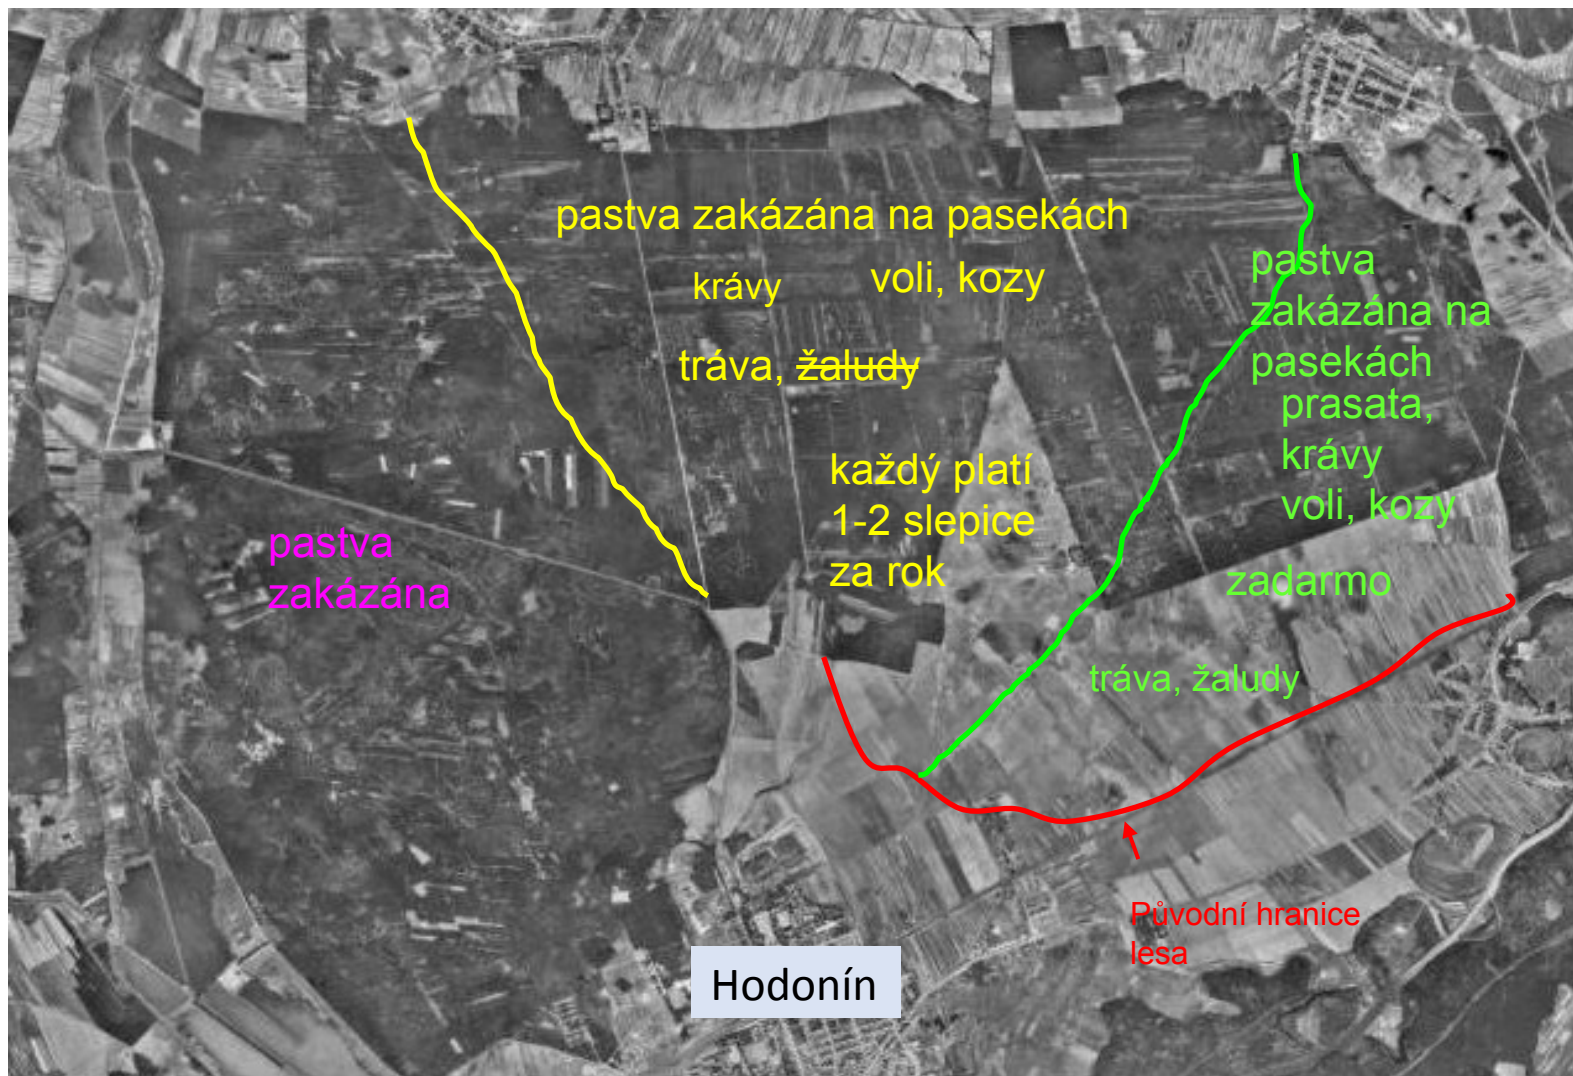 pastva zakázána na pasekách
krávy
voli, kozy
tráva, žaludy
každý platí
1-2 slepice
za rok
pastva
zakázána na
pasekách
prasata,
krávy
voli, kozy
zadarmo
tráva, žaludy
pastva
zakázána
Původní hranice
lesa
Hodonín